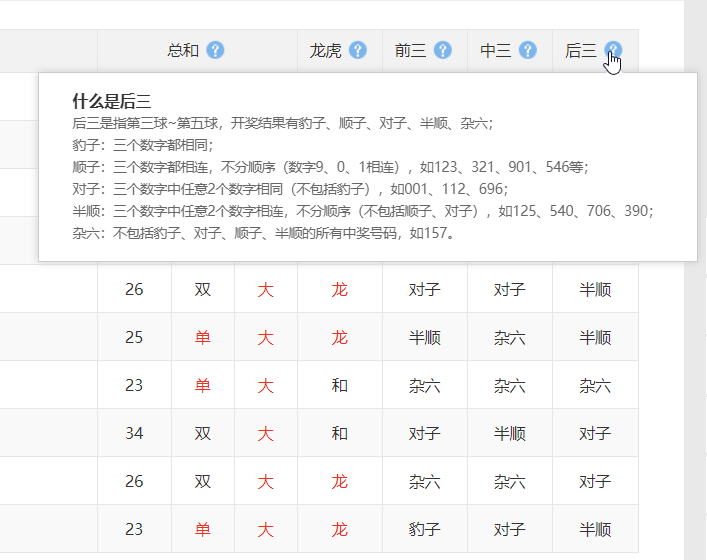 总和 ? 龙虎 ? 前三 ? 中三 ? 后三 ?
什么是后三
后三是指第三球~第五球，开奖结果有豹子、顺子、对子、半顺、杂六；
豹子：三个数字都相同；
顺子：三个数字都相连，不分顺序（数字9、0、1相连），如123、321、901、546等；
对子：三个数字中任意2个数字相同（不包括豹子），如001、112、696；
半顺：三个数字中任意2个数字相连，不分顺序（不包括顺子、对子），如125、540、706、390；
杂六：不包括豹子、对子、顺子、半顺的所有中奖号码，如157。
26 双 大 龙 对子 对子 半顺
25 单 大 龙 半顺 杂六 半顺
23 单 大 和 杂六 杂六 杂六
34 双 大 和 对子 半顺 对子
26 双 大 龙 杂六 杂六 对子
23 单 大 龙 豹子 对子 半顺